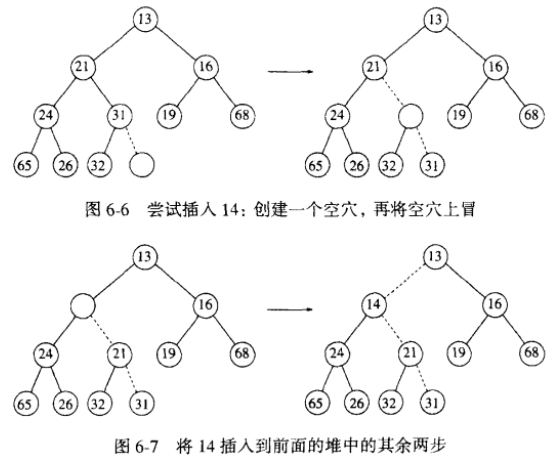 13 13
21 16 21 16
24 31 19 68 24 19 68
65 26 32 65 26 32 31
图 6-6 尝试插入 14: 创建一个空穴, 再将空穴上冒
13 13
16 14 16
24 21 19 68 24 21 19 68
65 26 32 31 65 26 32 31
图 6-7 将 14 插入到前面的堆中的其余两步